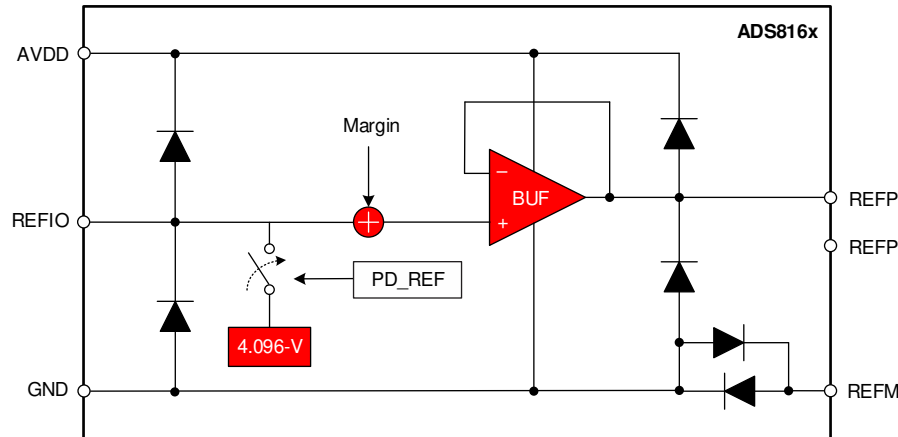 ADS816x
AVDD
Margin
−
BUF
+
REFIO
REFP
REFP
PD_REF
4.096-V
GND
REFM